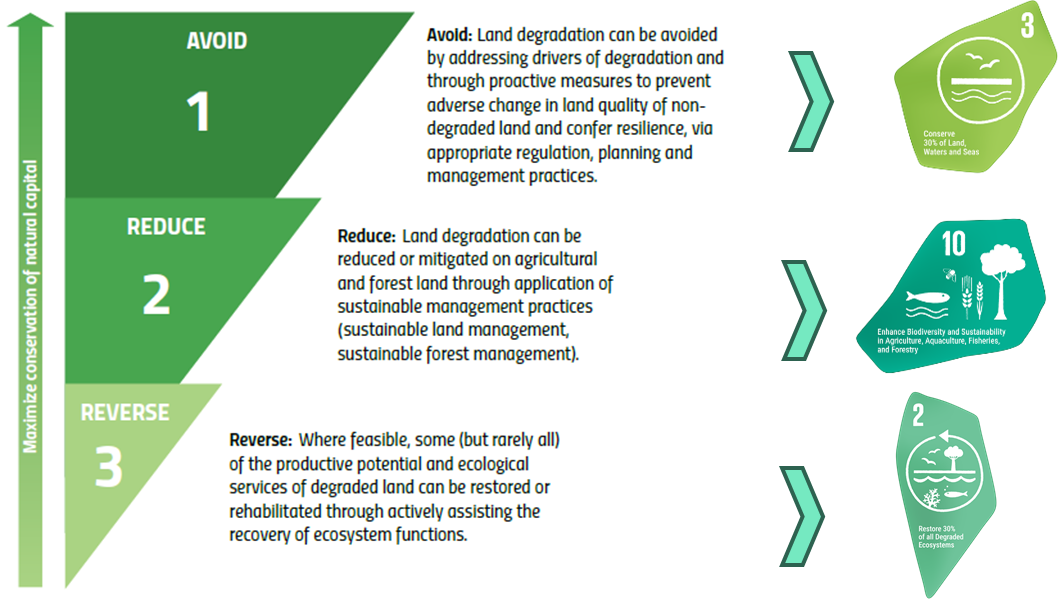 Maximize conservation of natural capital
AVOID
1
Avoid: Land degradation can be avoided
by addressing drivers of degradation and
through proactive measures to prevent
adverse change in land quality of non-
degraded land and confer resilience, via
appropriate regulation, planning and
management practices.
3
Conserve
30% of Land,
Waters and Seas
REDUCE
2
Reduce: Land degradation can be
reduced or mitigated on agricultural
and forest land through application of
sustainable management practices
(sustainable land management,
sustainable forest management).
10
Enhance Biodiversity and Sustainability
in Agriculture, Aquaculture, Fisheries,
and Forestry
REVERSE
3
Reverse: Where feasible, some (but rarely all)
of the productive potential and ecological
services of degraded land can be restored or
rehabilitated through actively assisting the
recovery of ecosystem functions.
2
Restore 30%
of all Degraded
Ecosystems